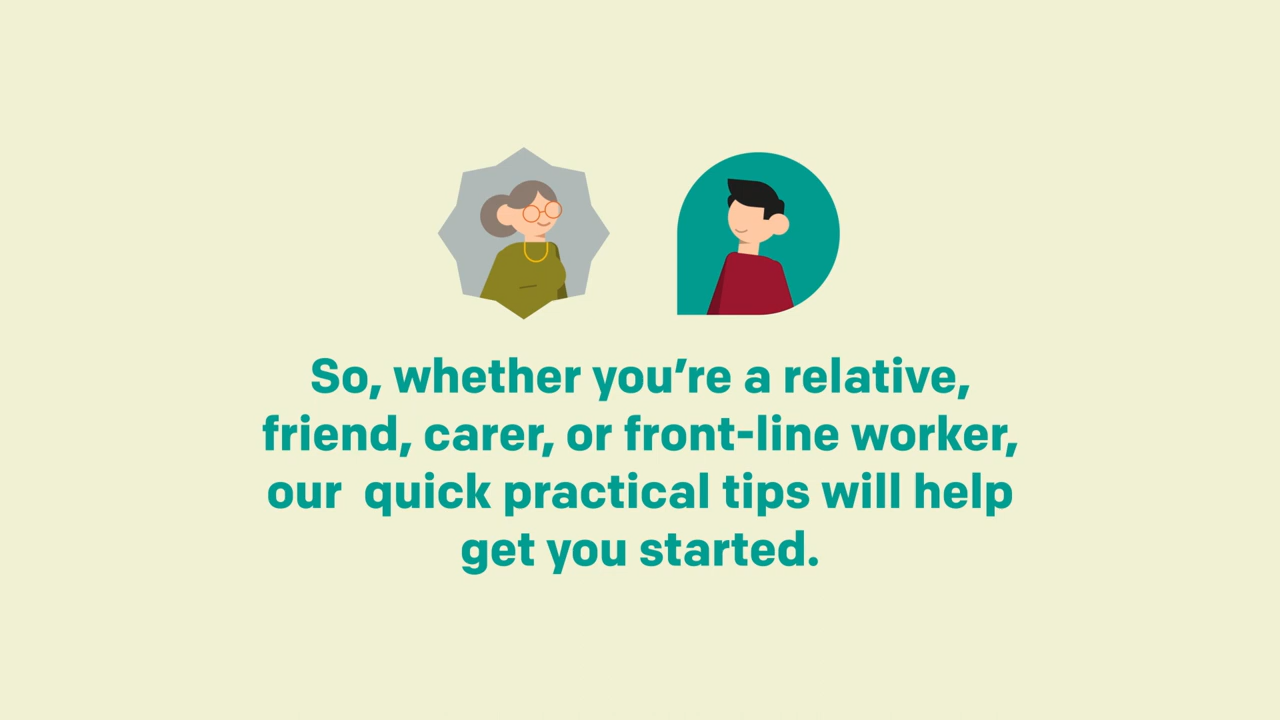 So, whether you’re a relative,
friend, carer, or front-line worker,
our  quick practical tips will help
get you started.